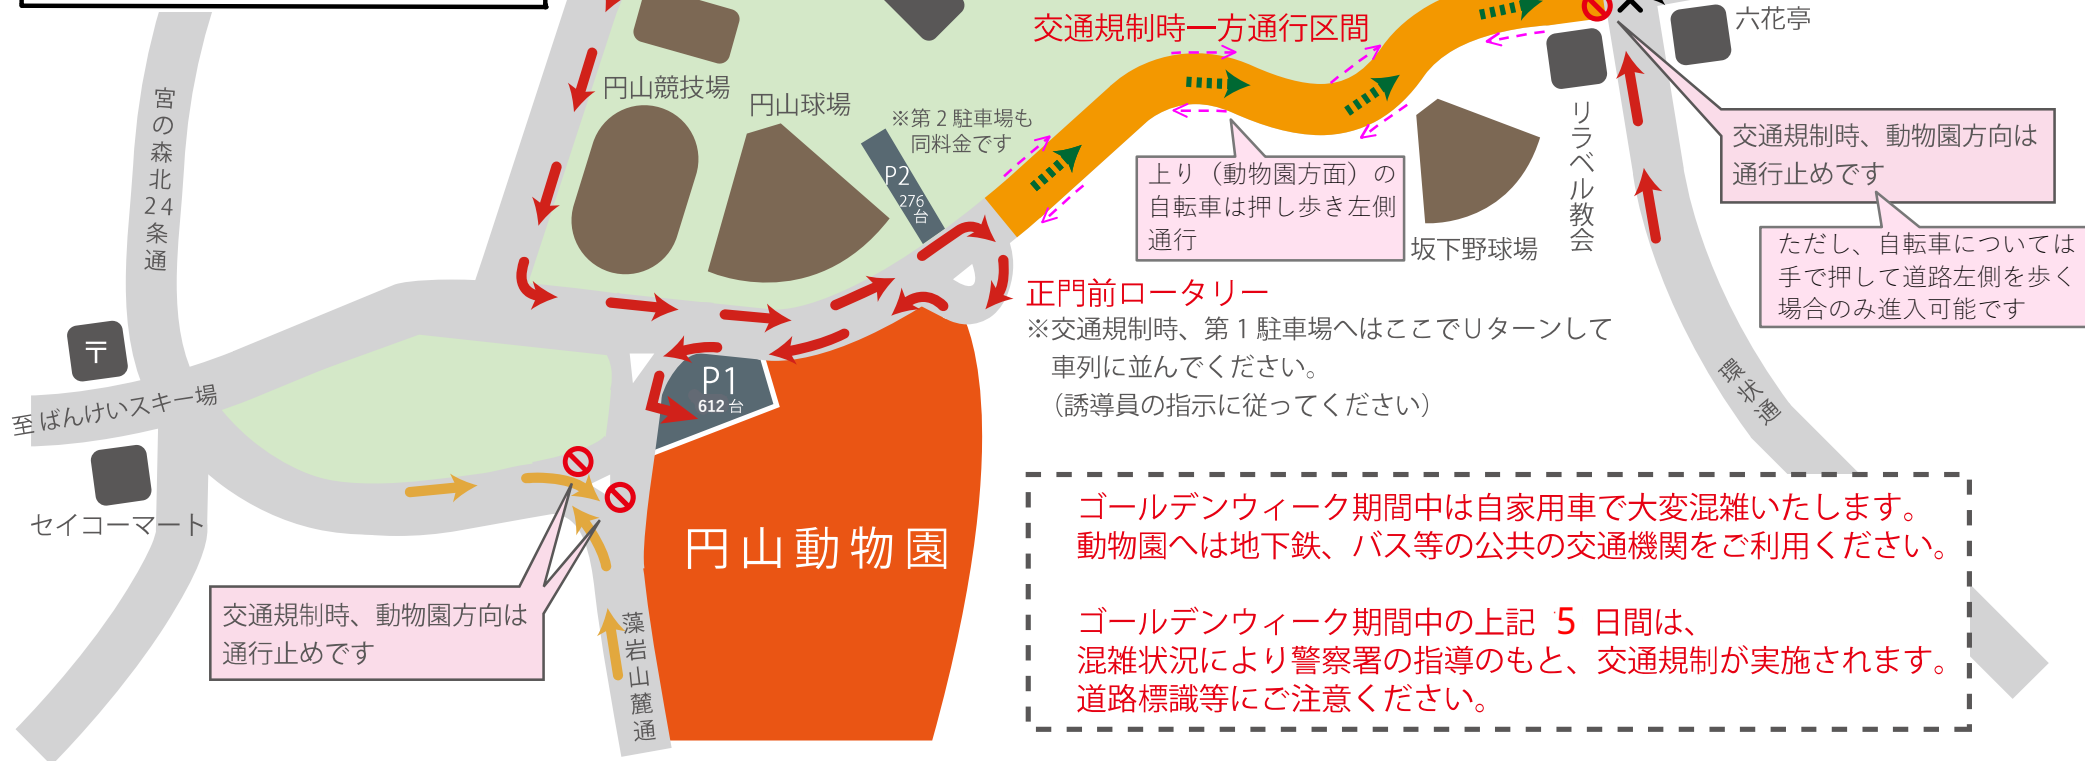 交通規制時一方通行区間
六花亭
円山競技場
円山球場
※第2駐車場も
同料金です
P2
276
台
宮の森北24条通
上り（動物園方面）の
自転車は押し歩き左側
通行
坂下野球場
リラベル教会
交通規制時、動物園方向は
通行止めです
ただし、自転車については
手で押して道路左側を歩く
場合のみ進入可能です
正門前ロータリー
※交通規制時、第1駐車場へはここでUターンして
車列に並んでください。
（誘導員の指示に従ってください）
〒
至ばんけいスキー場
P1
612台
環状通
セイコーマート
円山動物園
交通規制時、動物園方向は
通行止めです
藻岩山麓通
ゴールデンウィーク期間中は自家用車で大変混雑いたします。
動物園へは地下鉄、バス等の公共の交通機関をご利用ください。
ゴールデンウィーク期間中の上記 5 日間は、
混雑状況により警察署の指導のもと、交通規制が実施されます。
道路標識等にご注意ください。